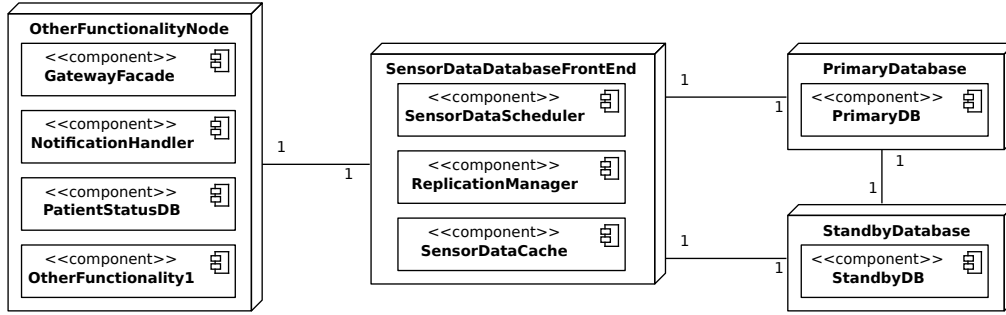 OtherFunctionalityNode
<<component>>
GatewayFacade
<<component>>
NotificationHandler
<<component>>
PatientStatusDB
<<component>>
OtherFunctionality1
1
1
SensorDataDatabaseFrontEnd
<<component>>
SensorDataScheduler
<<component>>
ReplicationManager
<<component>>
SensorDataCache
1
1
1
1
PrimaryDatabase
<<component>>
PrimaryDB
1
1
StandbyDatabase
<<component>>
StandbyDB